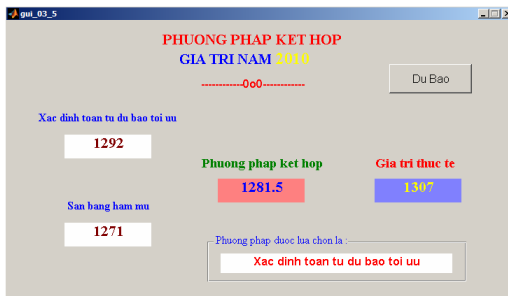 gui_03_5
PHUONG PHAP KET HOP
GIA TRI NAM 2010
------------0o0------------
Du Bao
Xac dinh toan tu du bao toi uu
1292
Phuong phap ket hop
Gia tri thuc te
1281.5
1307
San bang ham mu
1271
Phuong phap duoc lua chon la :
Xac dinh toan tu du bao toi uu